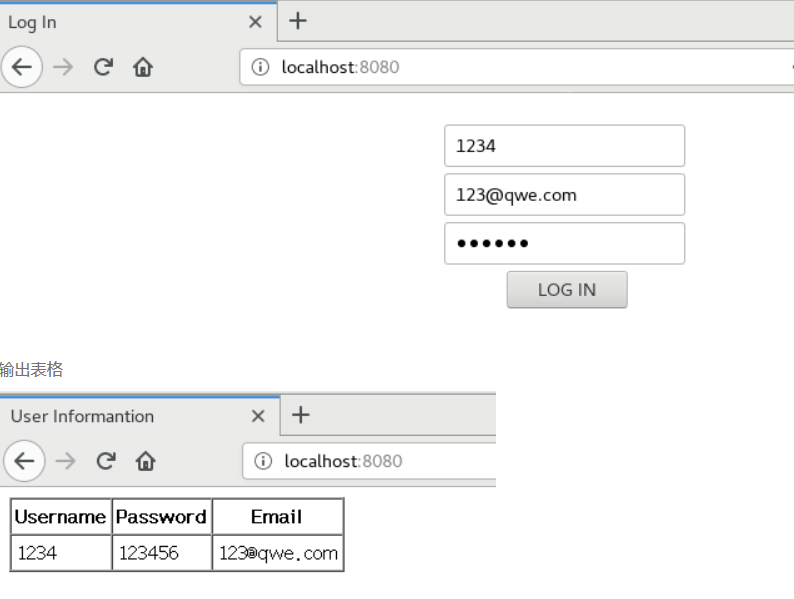 Log In
localhost:8080
1234
123@qwe.com
••••••
LOG IN
输出表格
User Informantion
localhost:8080
Username Password Email
1234 123456 123@qwe.com